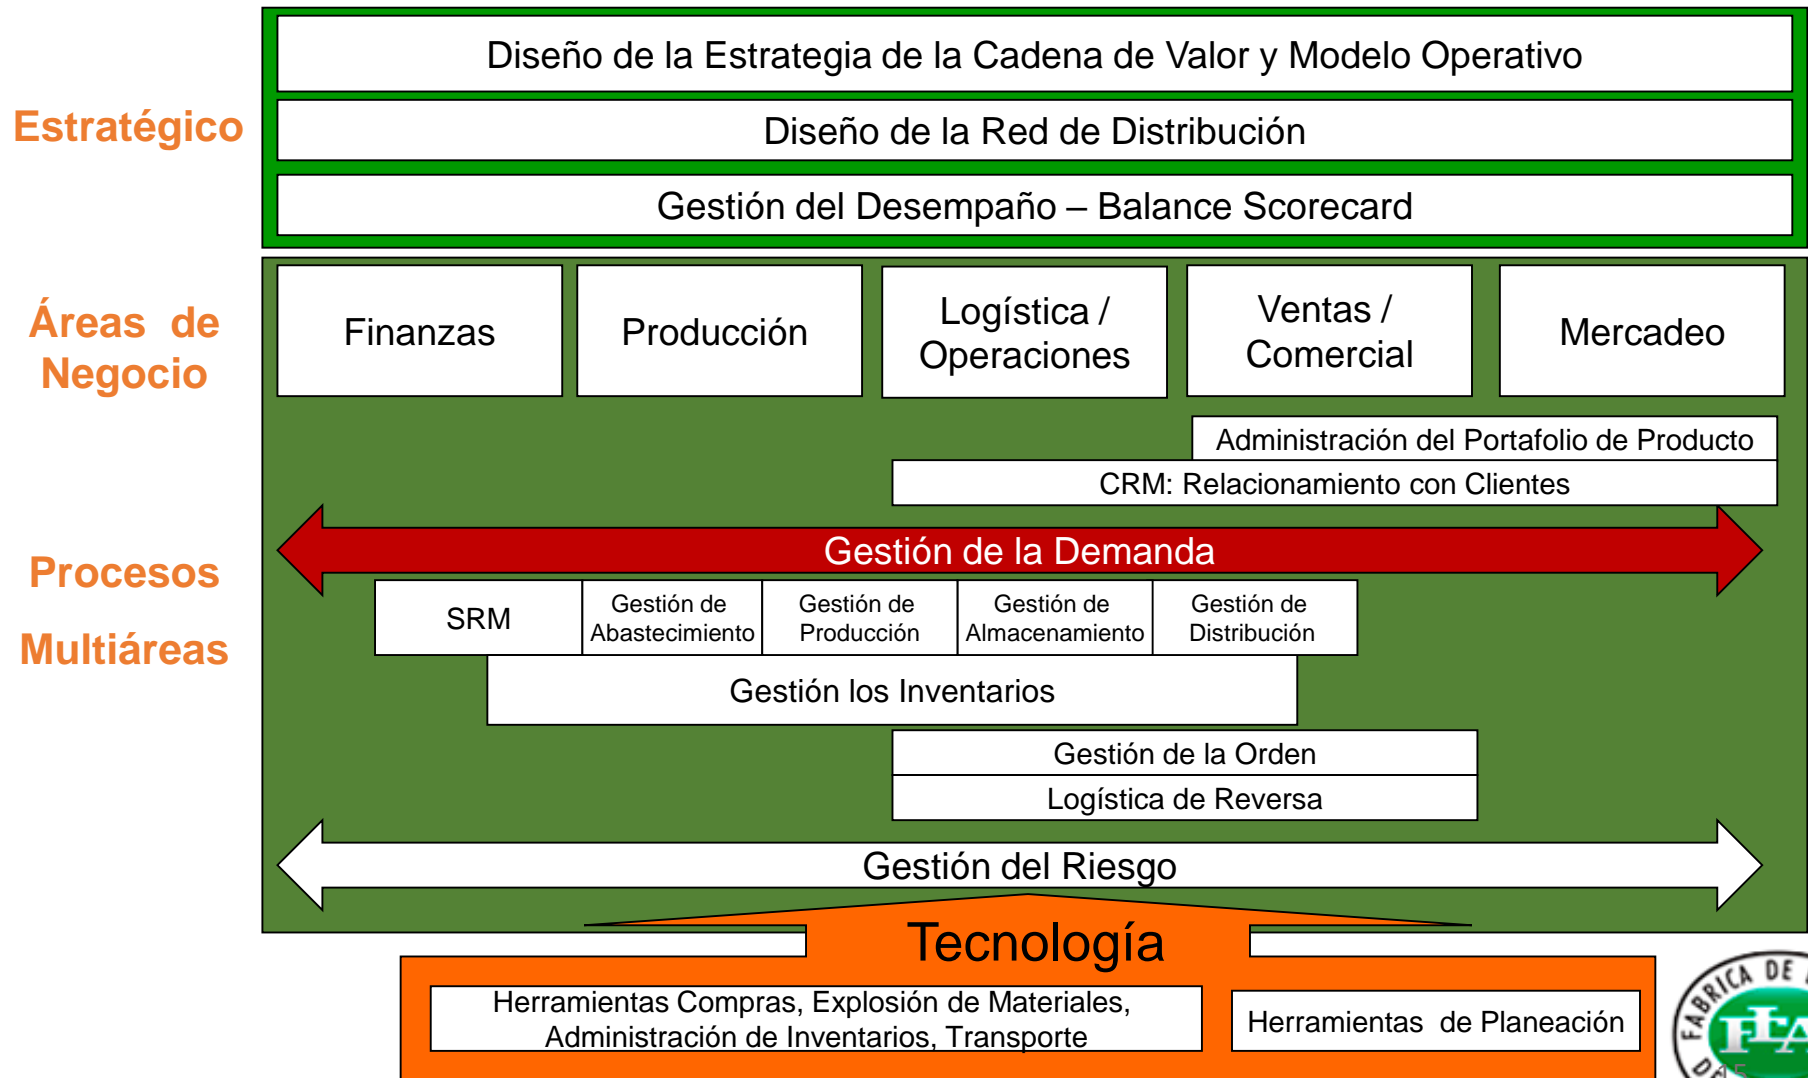 Diseño de la Estrategia de la Cadena de Valor y Modelo Operativo
Estratégico
Diseño de la Red de Distribución
Gestión del Desempaño – Balance Scorecard
Áreas de
Negocio
Finanzas
Producción
Logística /
Operaciones
Ventas /
Comercial
Mercadeo
Administración del Portafolio de Producto
CRM: Relacionamiento con Clientes
Gestión de la Demanda
Procesos
Multiáreas
SRM
Gestión de
Abastecimiento
Gestión de
Producción
Gestión de
Almacenamiento
Gestión de
Distribución
Gestión los Inventarios
Gestión de la Orden
Logística de Reversa
Gestión del Riesgo
Tecnología
Herramientas Compras, Explosión de Materiales,
Administración de Inventarios, Transporte
Herramientas de Planeación
FABRICA DE
FLA
15